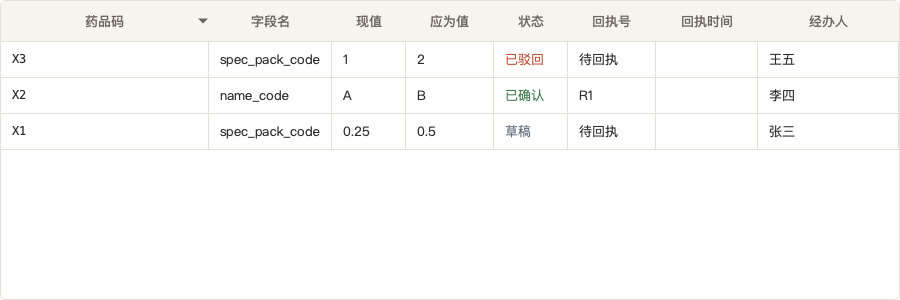 药品码 字段名 现值 应为值 状态 回执号 回执时间 经办人
X3 spec_pack_code 1 2 已驳回 待回执 王五
X2 name_code A B 已确认 R1 李四
X1 spec_pack_code 0.25 0.5 草稿 待回执 张三